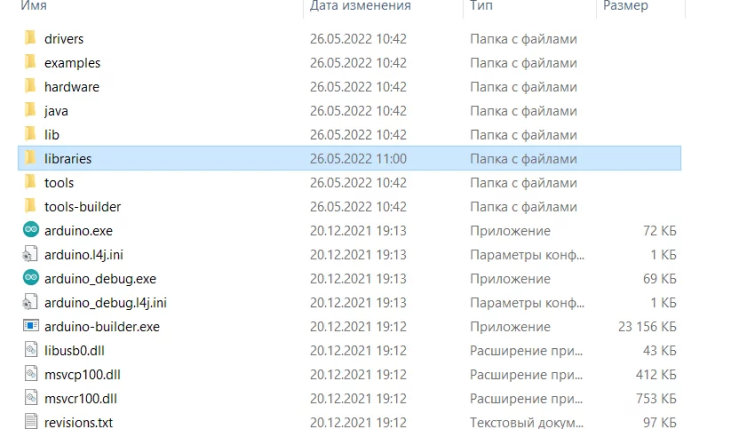 Имя Дата изменения Тип Размер
drivers 26.05.2022 10:42 Папка с файлами
examples 26.05.2022 10:42 Папка с файлами
hardware 26.05.2022 10:42 Папка с файлами
java 26.05.2022 10:42 Папка с файлами
lib 26.05.2022 10:42 Папка с файлами
libraries 26.05.2022 11:00 Папка с файлами
tools 26.05.2022 10:42 Папка с файлами
tools-builder 26.05.2022 10:42 Папка с файлами
arduino.exe 20.12.2021 19:13 Приложение 72 КБ
arduino.l4j.ini 20.12.2021 19:13 Параметры конф... 1 КБ
arduino_debug.exe 20.12.2021 19:13 Приложение 69 КБ
arduino_debug.l4j.ini 20.12.2021 19:13 Параметры конф... 1 КБ
arduino-builder.exe 20.12.2021 19:12 Приложение 23 156 КБ
libusb0.dll 20.12.2021 19:12 Расширение при... 43 КБ
msvcp100.dll 20.12.2021 19:12 Расширение при... 412 КБ
msvcr100.dll 20.12.2021 19:12 Расширение при... 753 КБ
revisions.txt 20.12.2021 19:12 Текстовый докум... 97 КБ